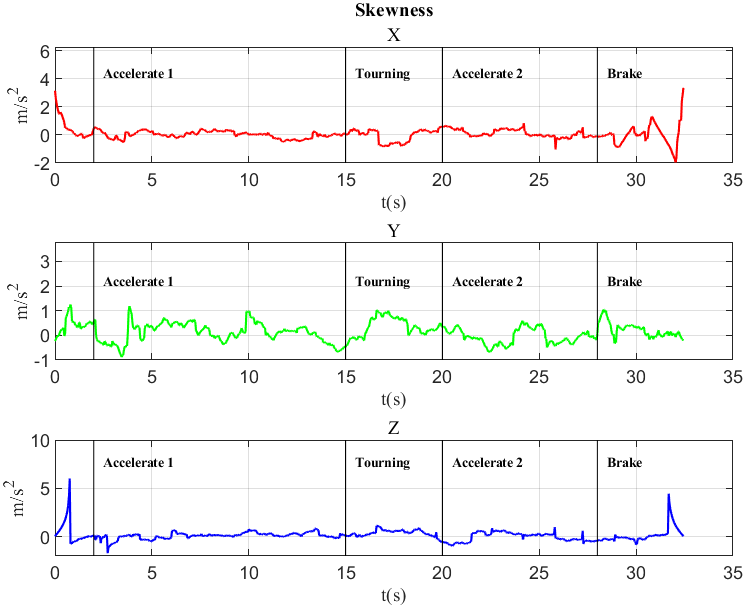 Skewness
X
6
4
2
0
-2
m/s²
Accelerate 1
Tourning
Accelerate 2
Brake
0 5 10 15 20 25 30 35
t(s)
Y
3
2
1
0
-1
m/s²
Accelerate 1
Tourning
Accelerate 2
Brake
0 5 10 15 20 25 30 35
t(s)
Z
10
5
0
m/s²
Accelerate 1
Tourning
Accelerate 2
Brake
0 5 10 15 20 25 30 35
t(s)